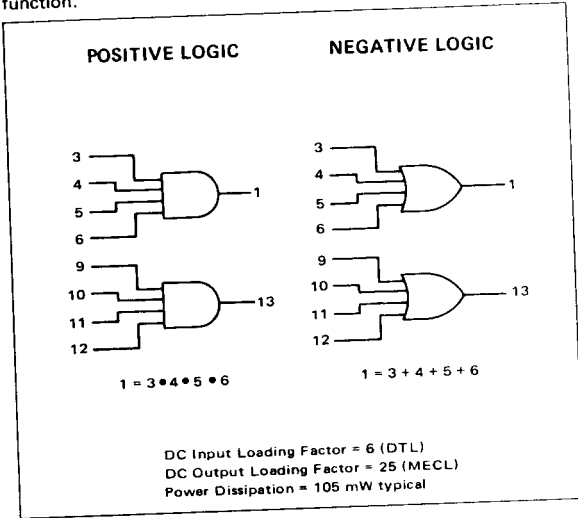 function.
POSITIVE LOGIC
NEGATIVE LOGIC
3
4
5
6
1
9
10
11
12
13
1 = 3 • 4 • 5 • 6
3
4
5
6
1
9
10
11
12
13
1 = 3 + 4 + 5 + 6
DC Input Loading Factor = 6 (DTL)
DC Output Loading Factor = 25 (MECL)
Power Dissipation = 105 mW typical